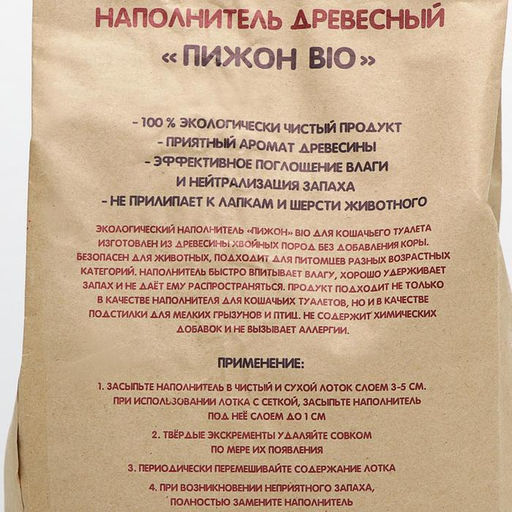 НАПОЛНИТЕЛЬ ДРЕВЕСНЫЙ
«ПИЖОН BIO»
- 100 % ЭКОЛОГИЧЕСКИ ЧИСТЫЙ ПРОДУКТ
- ПРИЯТНЫЙ АРОМАТ ДРЕВЕСИНЫ
- ЭФФЕКТИВНОЕ ПОГЛОЩЕНИЕ ВЛАГИ
И НЕЙТРАЛИЗАЦИЯ ЗАПАХА
- НЕ ПРИЛИПАЕТ К ЛАПКАМ И ШЕРСТИ ЖИВОТНОГО
ЭКОЛОГИЧЕСКИЙ НАПОЛНИТЕЛЬ «ПИЖОН» BIO ДЛЯ КОШАЧЬЕГО ТУАЛЕТА
ИЗГОТОВЛЕН ИЗ ДРЕВЕСИНЫ ХВОЙНЫХ ПОРОД БЕЗ ДОБАВЛЕНИЯ КОРЫ.
БЕЗОПАСЕН ДЛЯ ЖИВОТНЫХ, ПОДХОДИТ ДЛЯ ПИТОМЦЕВ РАЗНЫХ ВОЗРАСТНЫХ
КАТЕГОРИЙ. НАПОЛНИТЕЛЬ БЫСТРО ВПИТЫВАЕТ ВЛАГУ, ХОРОШО УДЕРЖИВАЕТ
ЗАПАХ И НЕ ДАЁТ ЕМУ РАСПРОСТРАНЯТЬСЯ. ПРОДУКТ ПОДХОДИТ НЕ ТОЛЬКО
В КАЧЕСТВЕ НАПОЛНИТЕЛЯ ДЛЯ КОШАЧЬИХ ТУАЛЕТОВ, НО И В КАЧЕСТВЕ
ПОДСТИЛКИ ДЛЯ МЕЛКИХ ГРЫЗУНОВ И ПТИЦ. НЕ СОДЕРЖИТ ХИМИЧЕСКИХ
ДОБАВОК И НЕ ВЫЗЫВАЕТ АЛЛЕРГИИ.
ПРИМЕНЕНИЕ:
1. ЗАСЫПЬТЕ НАПОЛНИТЕЛЬ В ЧИСТЫЙ И СУХОЙ ЛОТОК СЛОЕМ 3-5 СМ.
ПРИ ИСПОЛЬЗОВАНИИ ЛОТКА С СЕТКОЙ, ЗАСЫПЬТЕ НАПОЛНИТЕЛЬ
ПОД НЕЁ СЛОЕМ ДО 1 СМ
2. ТВЁРДЫЕ ЭКСКРЕМЕНТЫ УДАЛЯЙТЕ СОВКОМ
ПО МЕРЕ ИХ ПОЯВЛЕНИЯ
3. ПЕРИОДИЧЕСКИ ПЕРЕМЕШИВАЙТЕ СОДЕРЖАНИЕ ЛОТКА
4. ПРИ ВОЗНИКНОВЕНИИ НЕПРИЯТНОГО ЗАПАХА,
ПОЛНОСТЬЮ ЗАМЕНИТЕ НАПОЛНИТЕЛЬ